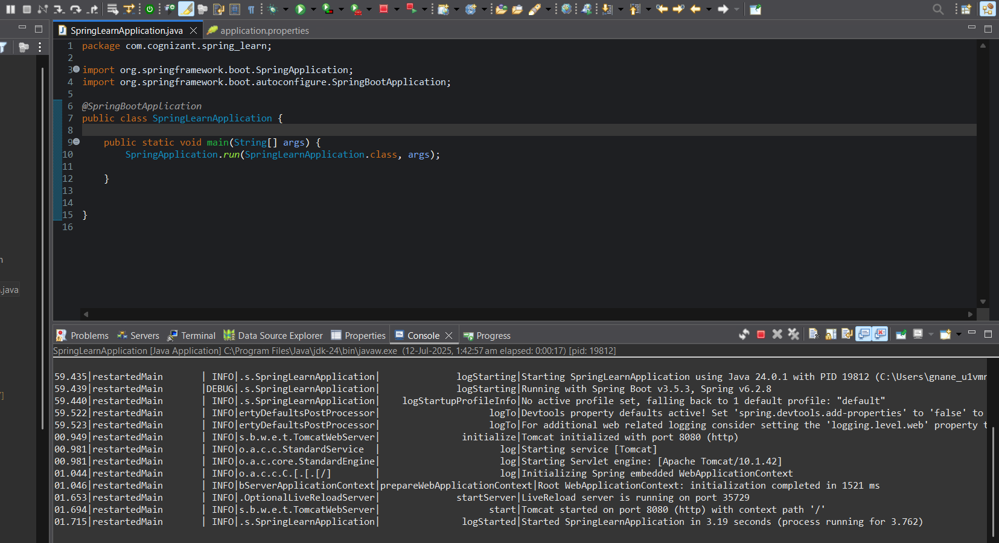 SpringLearnApplication.java
application.properties
1 package com.cognizant.spring_learn;
2
3 import org.springframework.boot.SpringApplication;
4 import org.springframework.boot.autoconfigure.SpringBootApplication;
5
6 @SpringBootApplication
7 public class SpringLearnApplication {
8
9 public static void main(String[] args) {
10 SpringApplication.run(SpringLearnApplication.class, args);
11
12 }
13
14
15 }
16
.java
Problems Servers Terminal Data Source Explorer Properties Console Progress
SpringLearnApplication [Java Application] C:\Program Files\Java\jdk-24\bin\javaw.exe (12-Jul-2025, 1:42:57 am elapsed: 0:00:17) [pid: 19812]
59.435|restartedMain | INFO|.s.SpringLearnApplication| logStarting|Starting SpringLearnApplication using Java 24.0.1 with PID 19812 (C:\Users\gnane_u1vmr
59.439|restartedMain |DEBUG|.s.SpringLearnApplication| logStarting|Running with Spring Boot v3.5.3, Spring v6.2.8
59.440|restartedMain | INFO|.s.SpringLearnApplication| logStartupProfileInfo|No active profile set, falling back to 1 default profile: "default"
59.522|restartedMain | INFO|ertyDefaultsPostProcessor| logTo|Devtools property defaults active! Set 'spring.devtools.add-properties' to 'false' to
59.523|restartedMain | INFO|ertyDefaultsPostProcessor| logTo|For additional web related logging consider setting the 'logging.level.web' property t
00.949|restartedMain | INFO|s.b.w.e.t.TomcatWebServer| initialize|Tomcat initialized with port 8080 (http)
00.981|restartedMain | INFO|o.a.c.c.StandardService | log|Starting service [Tomcat]
00.981|restartedMain | INFO|o.a.c.core.StandardEngine| log|Starting Servlet engine: [Apache Tomcat/10.1.42]
01.044|restartedMain | INFO|o.a.c.c.C.[.[.[/] | log|Initializing Spring embedded WebApplicationContext
01.046|restartedMain | INFO|bServerApplicationContext|prepareWebApplicationContext|Root WebApplicationContext: initialization completed in 1521 ms
01.653|restartedMain | INFO|.OptionalLiveReloadServer| startServer|LiveReload server is running on port 35729
01.694|restartedMain | INFO|s.b.w.e.t.TomcatWebServer| start|Tomcat started on port 8080 (http) with context path '/'
01.715|restartedMain | INFO|.s.SpringLearnApplication| logStarted|Started SpringLearnApplication in 3.19 seconds (process running for 3.762)